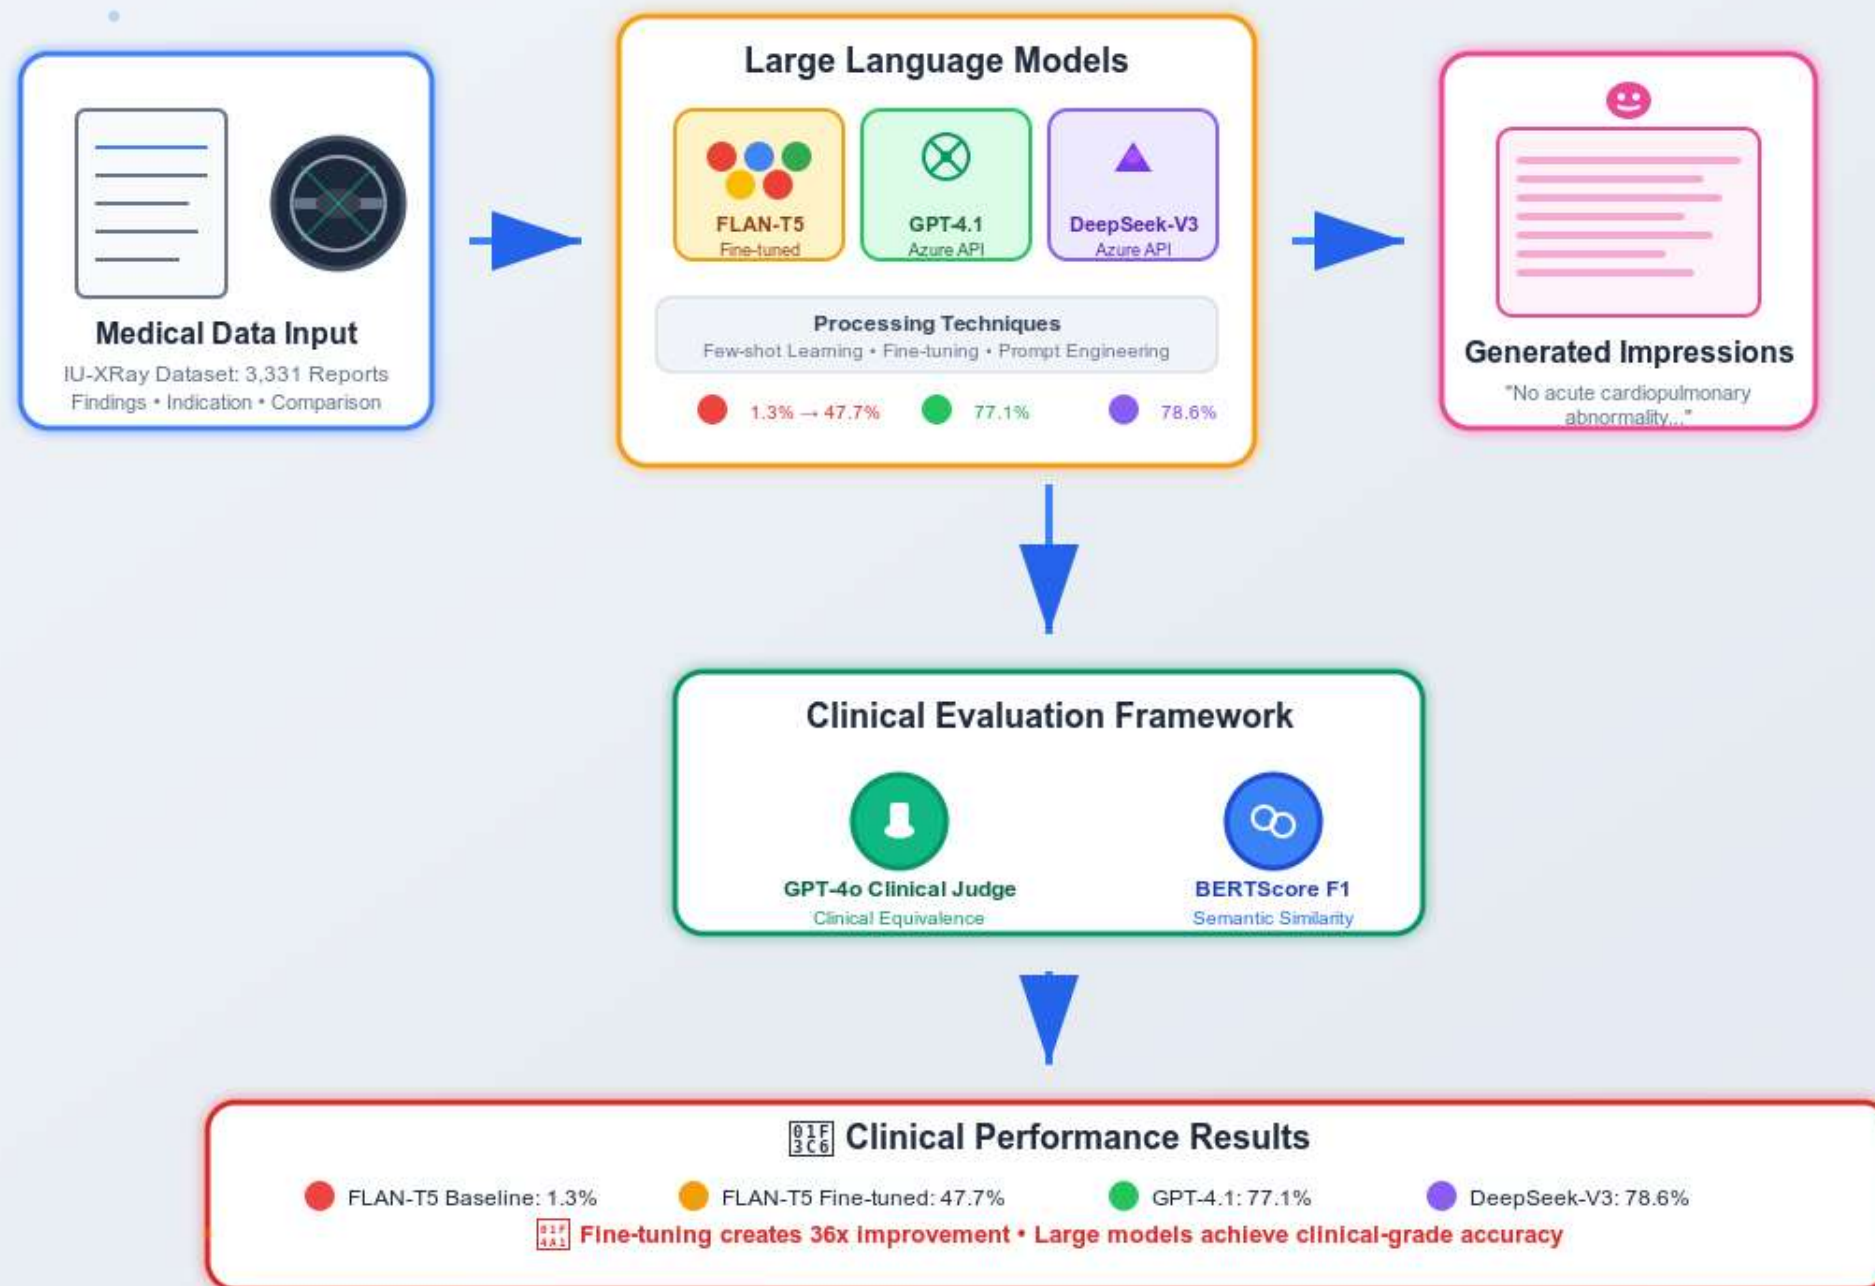 Medical Data Input
IU-XRay Dataset: 3,331 Reports
Findings • Indication • Comparison
Large Language Models
FLAN-T5
Fine-tuned
GPT-4.1
Azure API
DeepSeek-V3
Azure API
Processing Techniques
Few-shot Learning • Fine-tuning • Prompt Engineering
1.3% → 47.7%
77.1%
78.6%
Generated Impressions
"No acute cardiopulmonary
abnormality..."
Clinical Evaluation Framework
GPT-4o Clinical Judge
Clinical Equivalence
BERTScore F1
Semantic Similarity
01F3C6 Clinical Performance Results
FLAN-T5 Baseline: 1.3%
FLAN-T5 Fine-tuned: 47.7%
GPT-4.1: 77.1%
DeepSeek-V3: 78.6%
01F4A1 Fine-tuning creates 36x improvement • Large models achieve clinical-grade accuracy